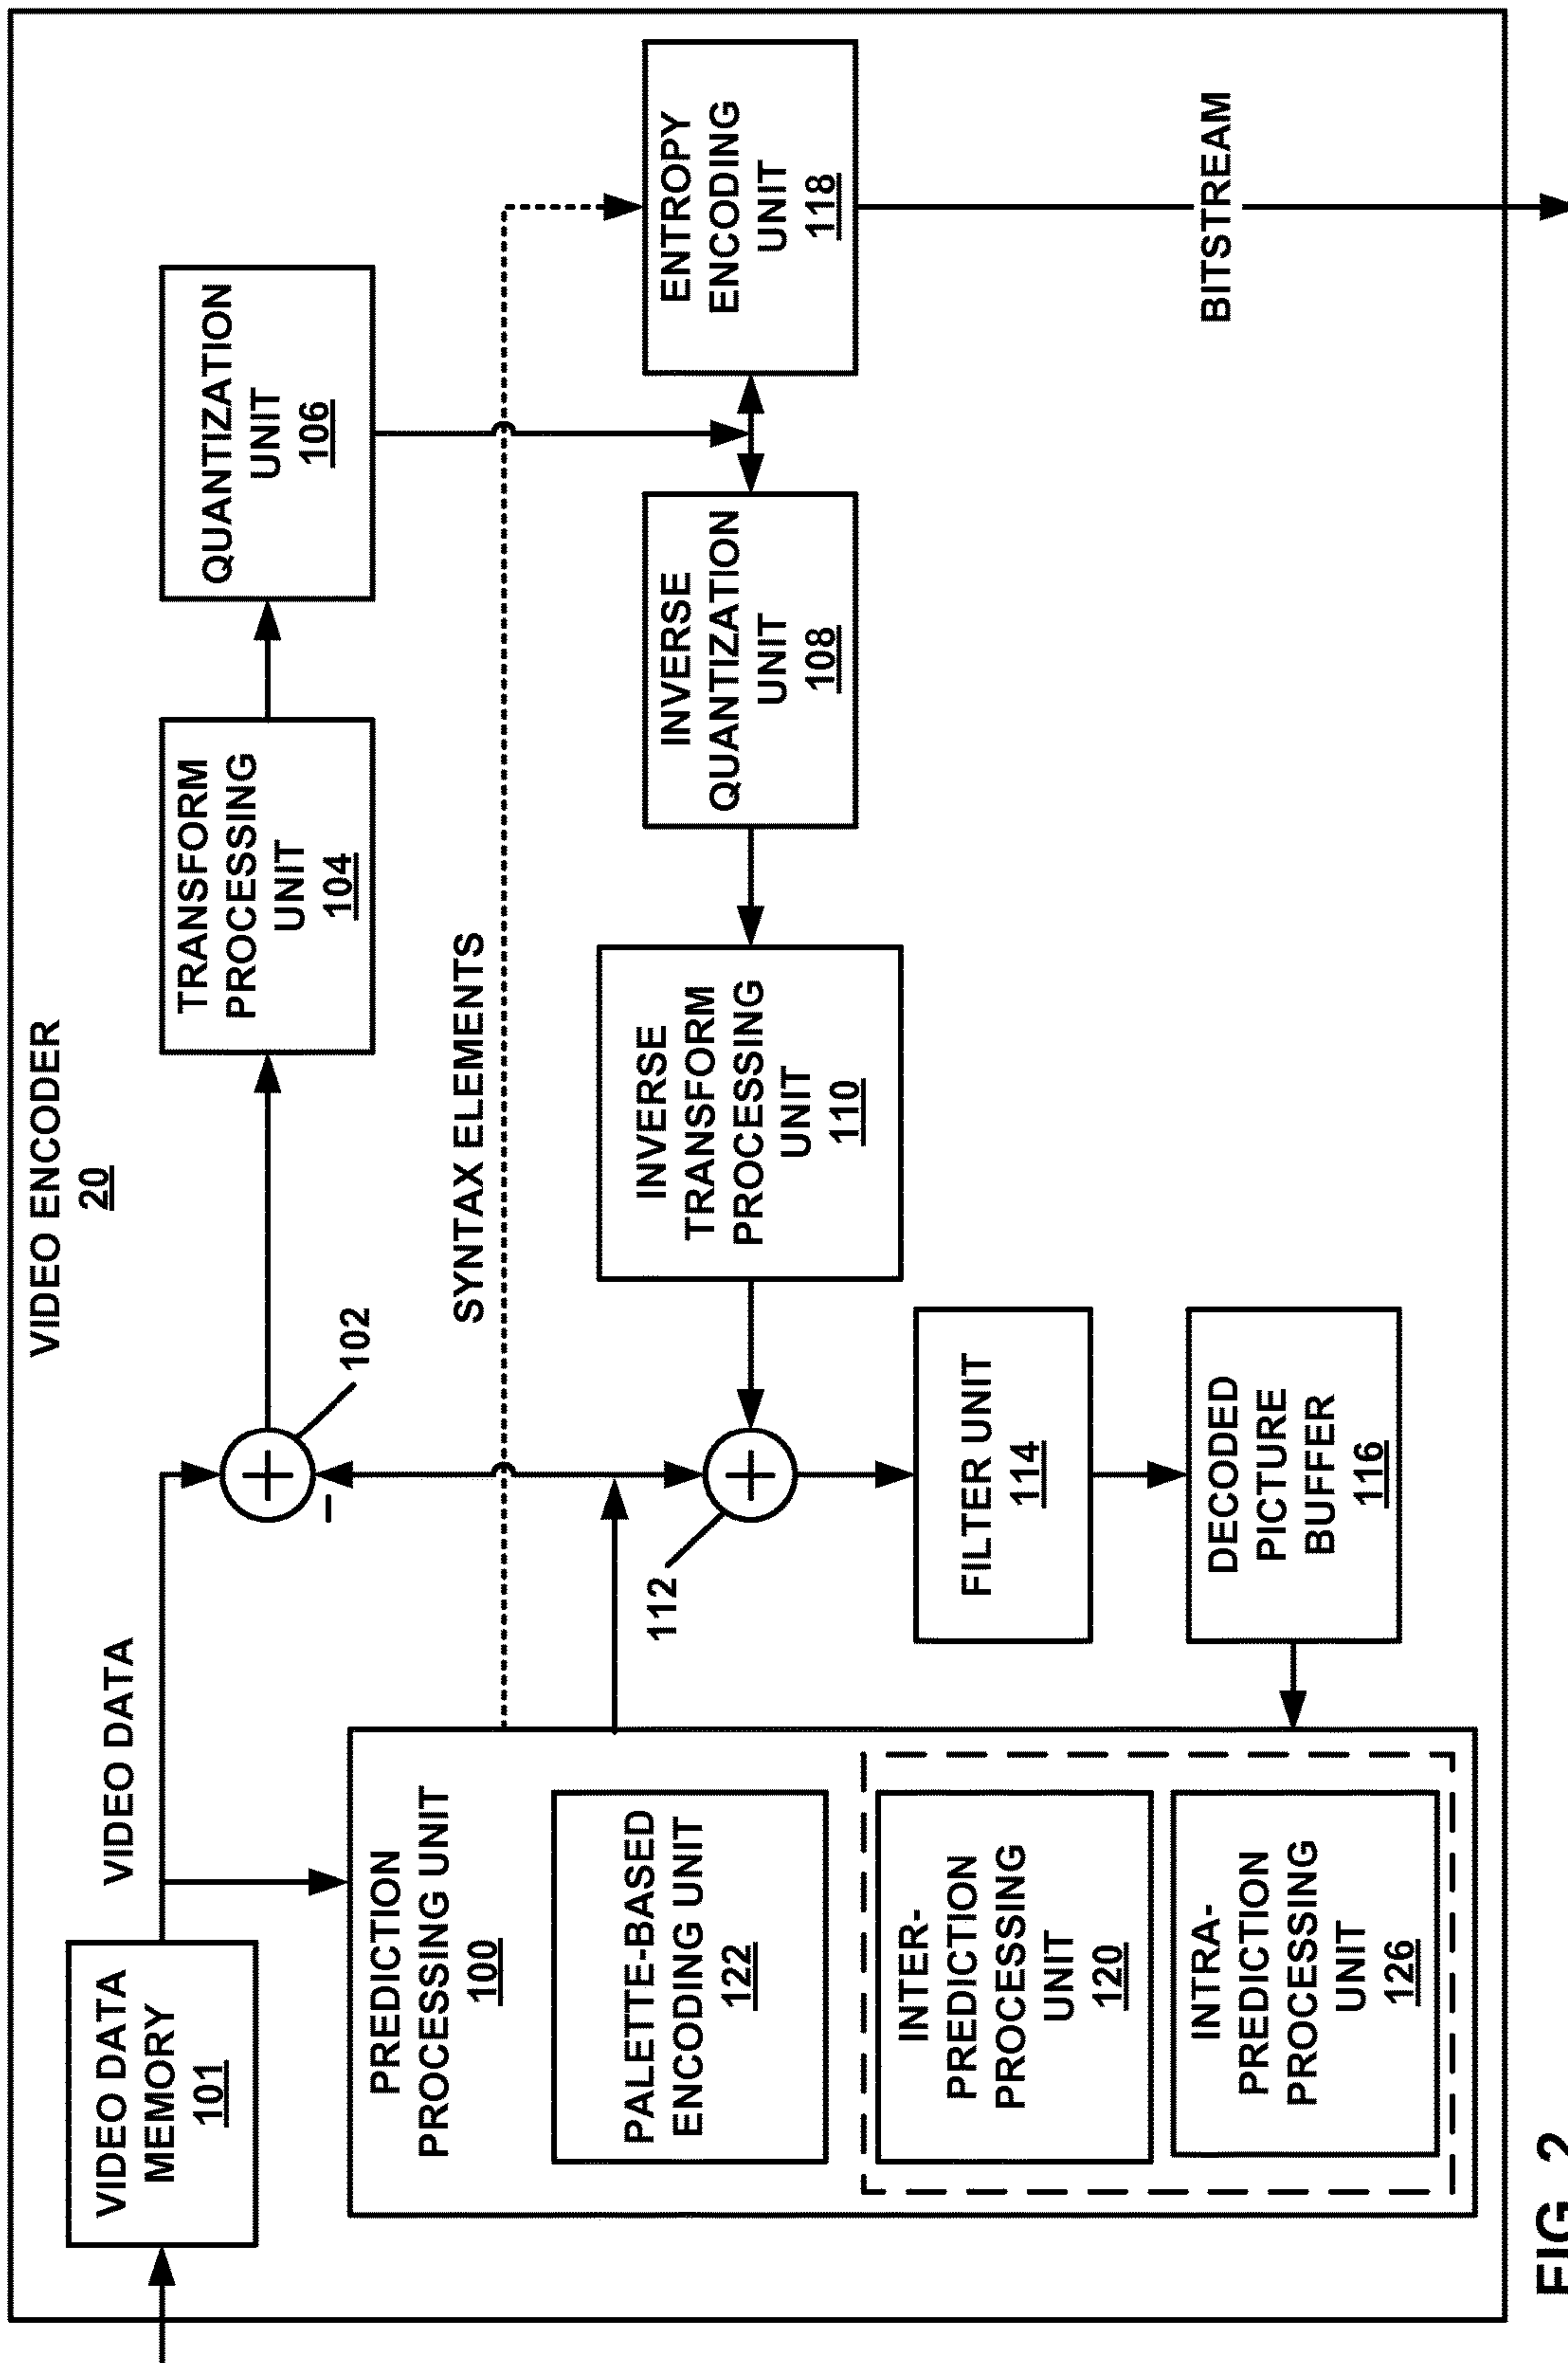 VIDEO ENCODER
20
VIDEO DATA
MEMORY
101
VIDEO DATA
102
TRANSFORM
PROCESSING
UNIT
104
QUANTIZATION
UNIT
106
SYNTAX ELEMENTS
PREDICTION
PROCESSING UNIT
100
PALETTE-BASED
ENCODING UNIT
122
INTER-
PREDICTION
PROCESSING
UNIT
120
INTRA-
PREDICTION
PROCESSING
UNIT
126
112
INVERSE
TRANSFORM
PROCESSING
UNIT
110
INVERSE
QUANTIZATION
UNIT
108
ENTROPY
ENCODING
UNIT
118
FILTER UNIT
114
DECODED
PICTURE
BUFFER
116
BITSTREAM
FIG. 2